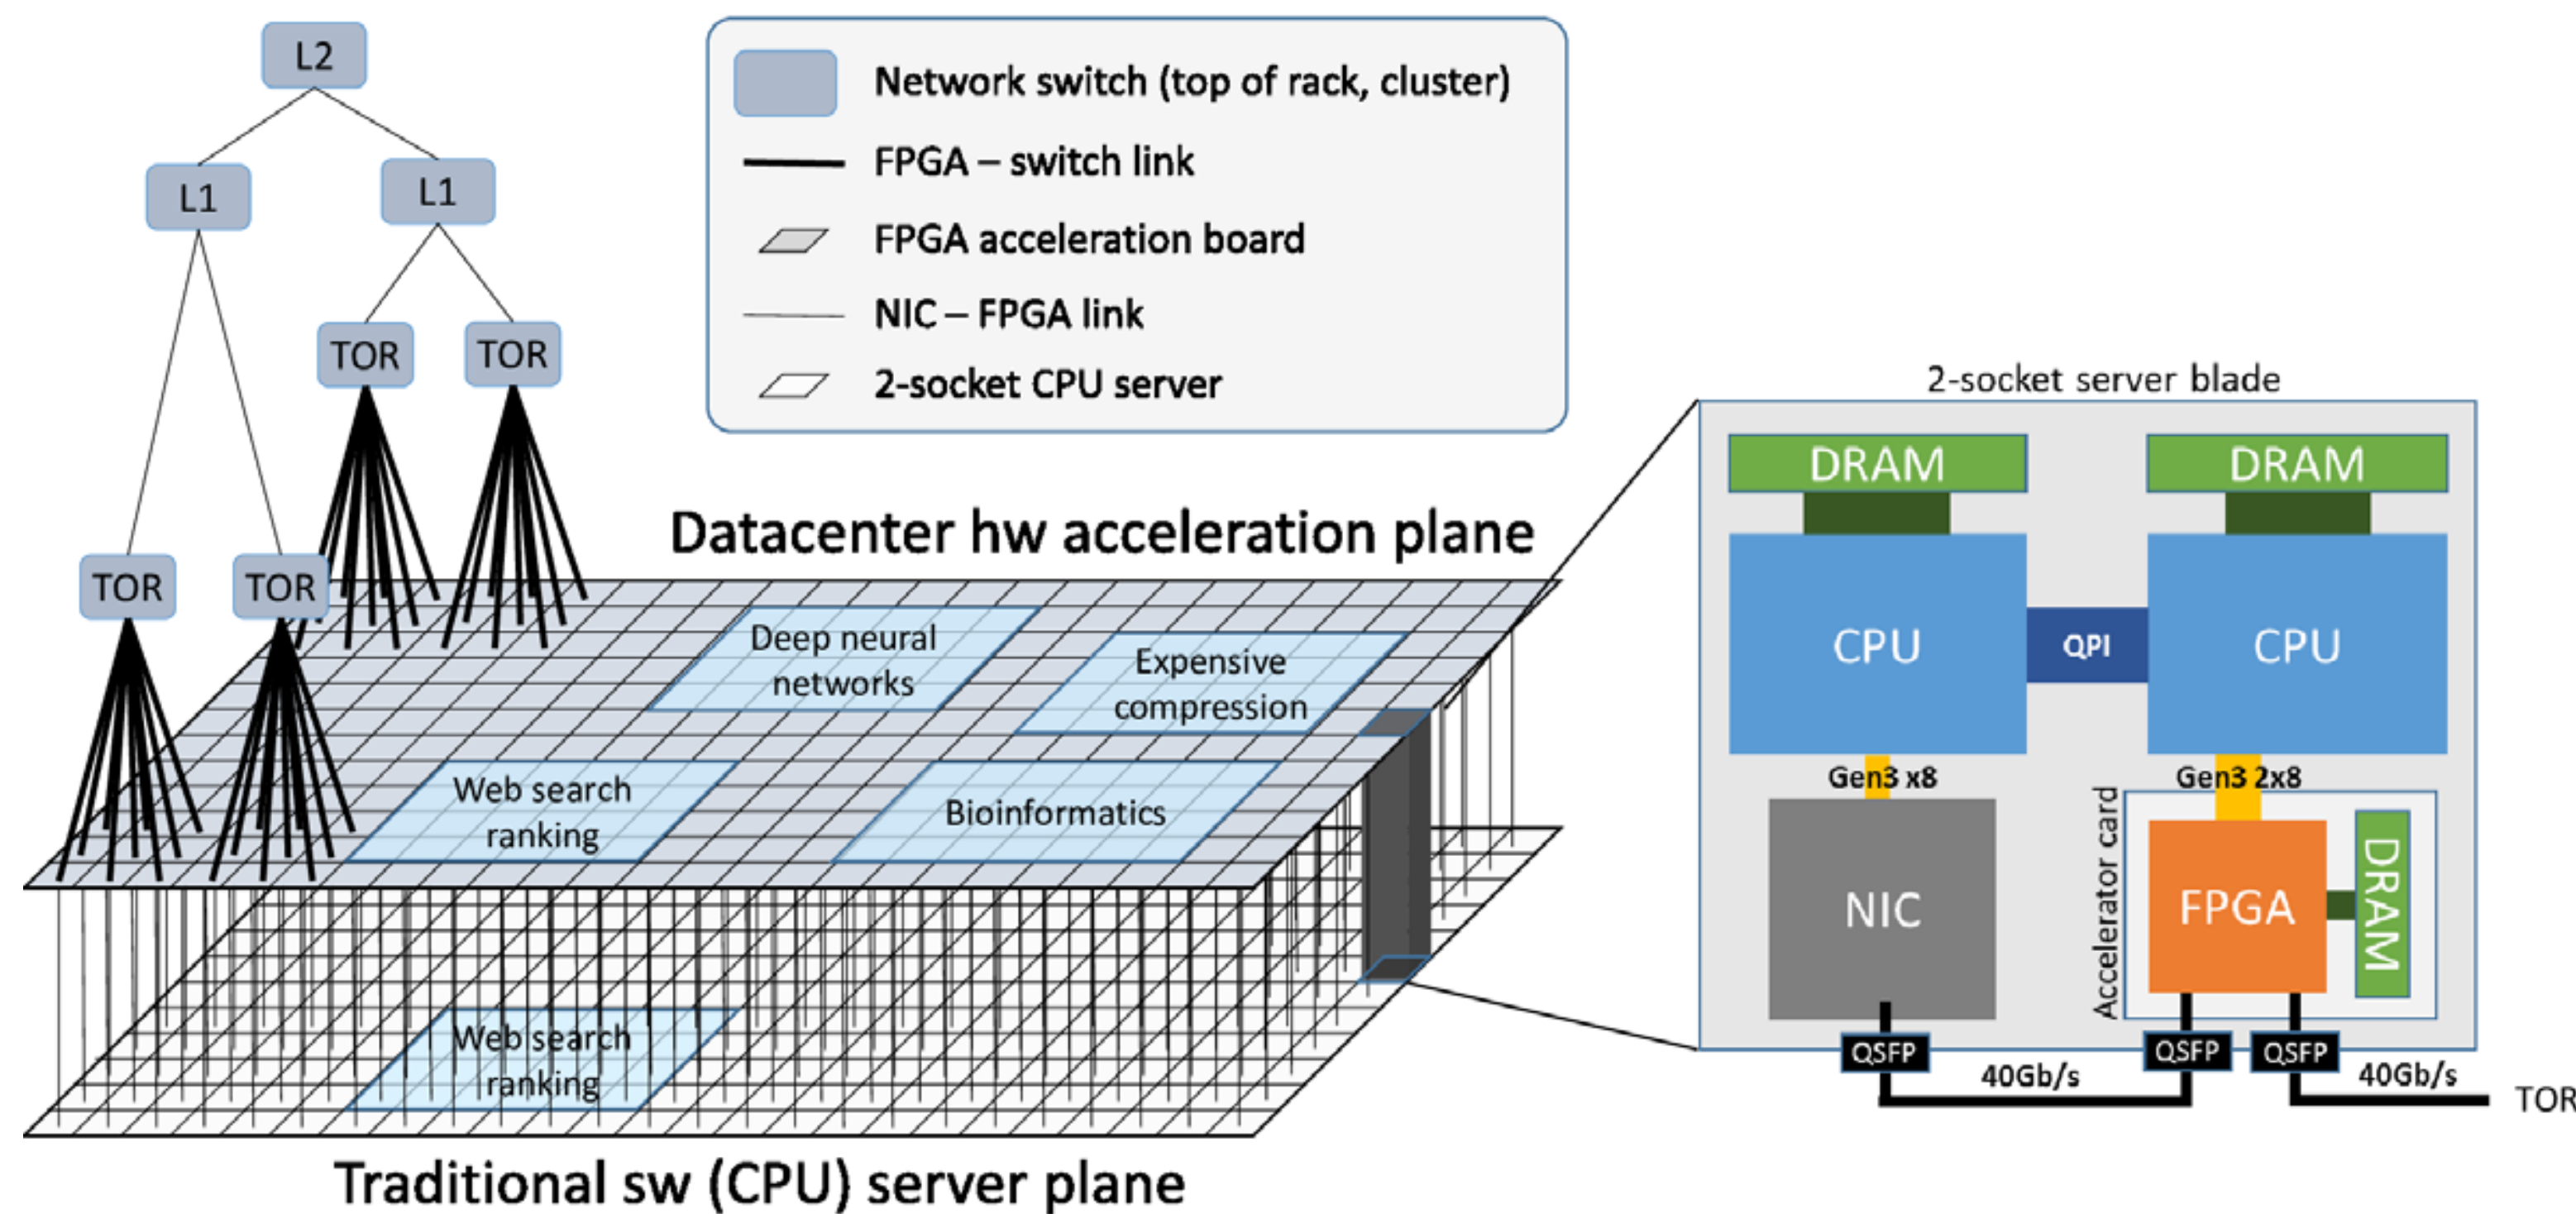 L2
L1
L1
TOR
TOR
TOR
TOR
Network switch (top of rack, cluster)
FPGA – switch link
FPGA acceleration board
NIC – FPGA link
2-socket CPU server
Datacenter hw acceleration plane
Deep neural
networks
Expensive
compression
Web search
ranking
Bioinformatics
Web search
ranking
Traditional sw (CPU) server plane
2-socket server blade
DRAM
DRAM
CPU
QPI
CPU
Gen3 x8
Gen3 2x8
Accelerator card
NIC
FPGA
DRAM
QSFP
QSFP
QSFP
40Gb/s
40Gb/s
TOR